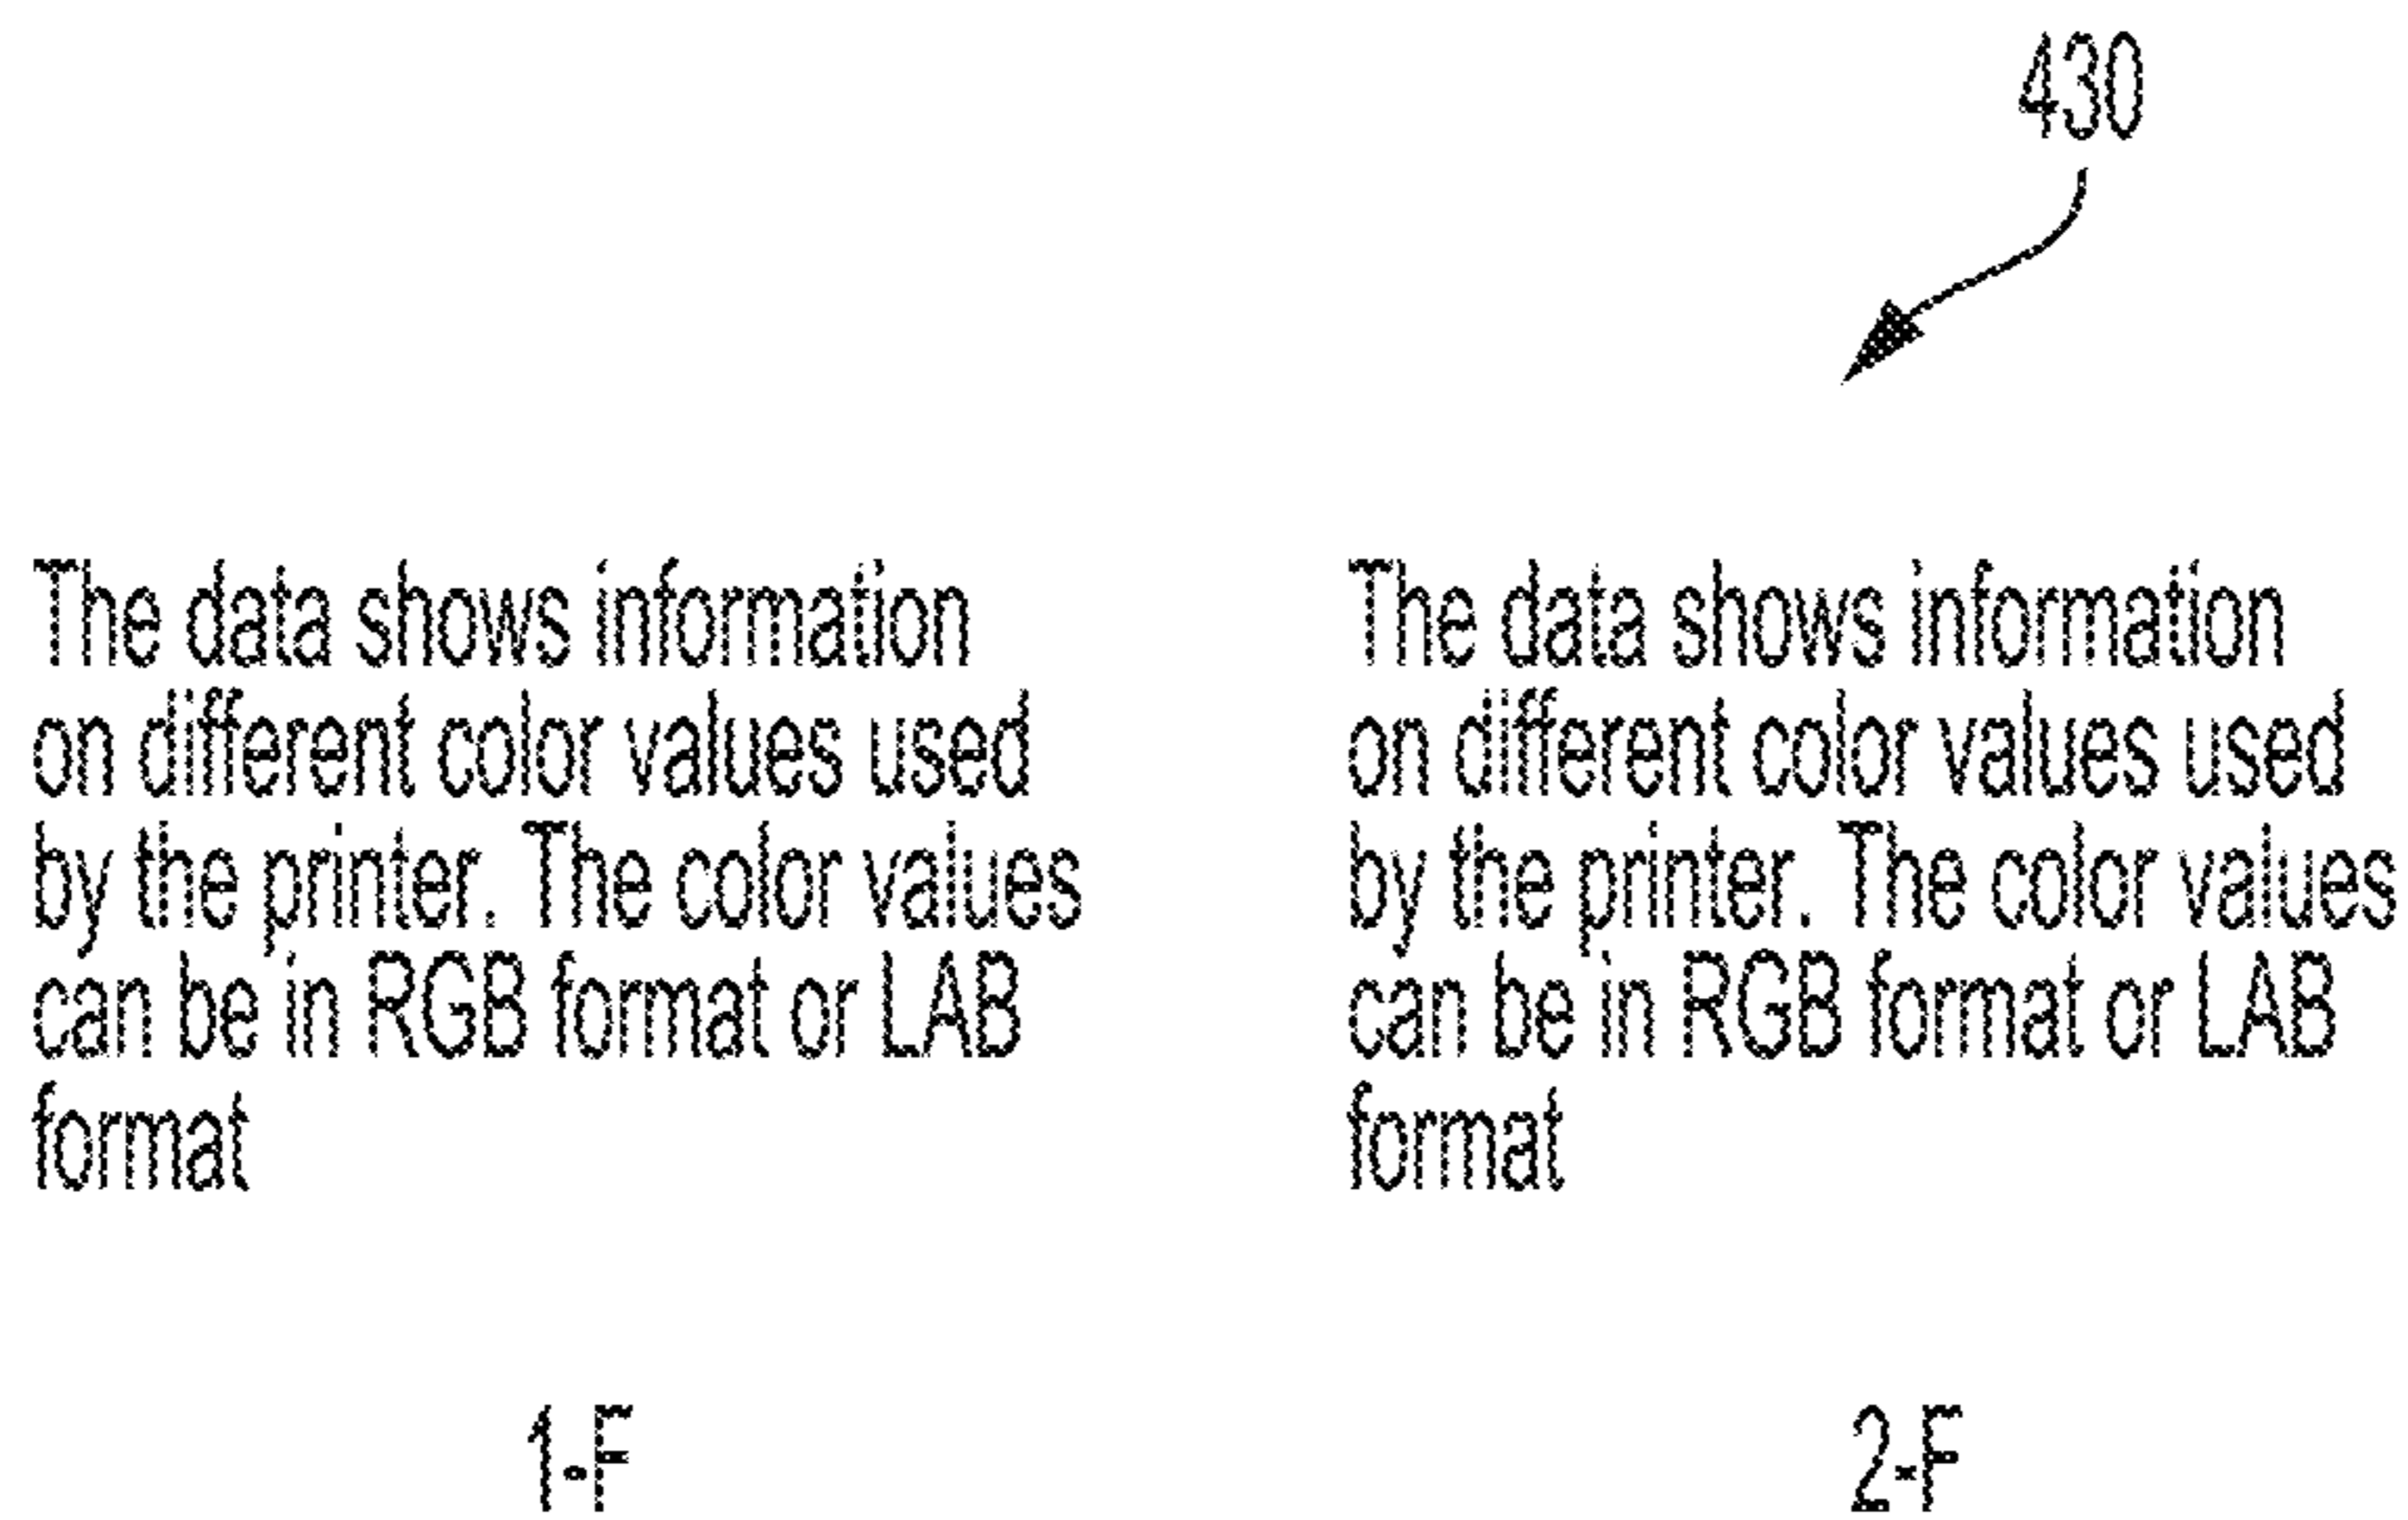 430
The data shows information
on different color values used
by the printer. The color values
can be in RGB format or LAB
format
1-F
The data shows information
on different color values used
by the printer. The color values
can be in RGB format or LAB
format
2-F